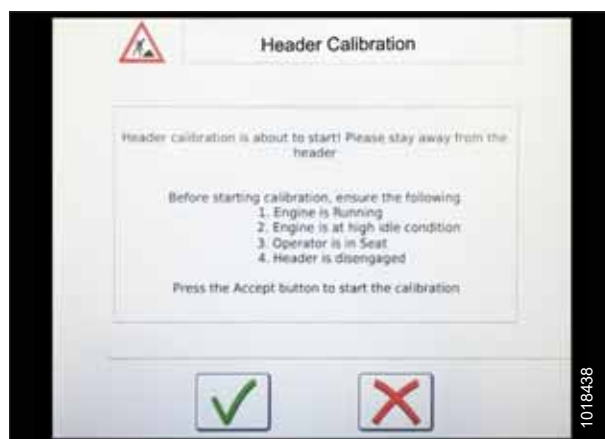 Header Calibration
Header calibration is about to start! Please stay away from the
header
Before starting calibration, ensure the following
1. Engine is Running
2. Engine is at high idle condition
3. Operator is in Seat
4. Header is disengaged
Press the Accept button to start the calibration
1018438